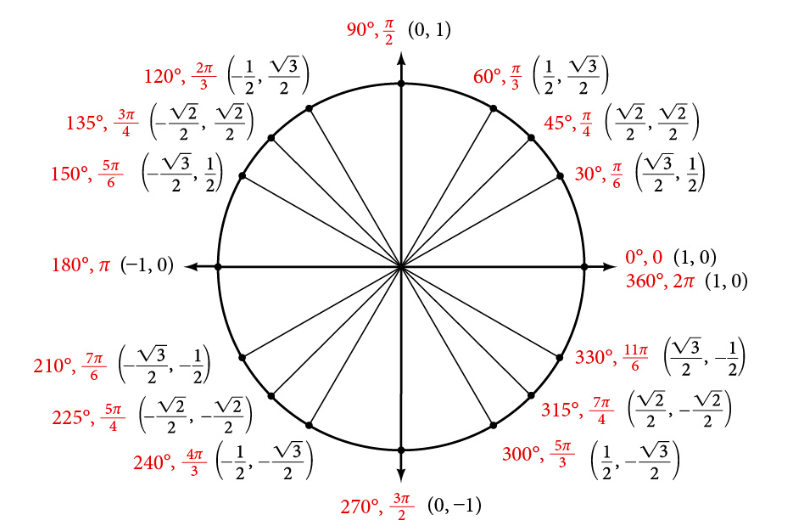 90°, π/2 (0, 1)
120°, 2π/3 (−1/2, √3/2)
60°, π/3 (1/2, √3/2)
135°, 3π/4 (−√2/2, √2/2)
45°, π/4 (√2/2, √2/2)
150°, 5π/6 (−√3/2, 1/2)
30°, π/6 (√3/2, 1/2)
180°, π (−1, 0)
0°, 0 (1, 0)
360°, 2π (1, 0)
210°, 7π/6 (−√3/2, −1/2)
330°, 11π/6 (√3/2, −1/2)
225°, 5π/4 (−√2/2, −√2/2)
315°, 7π/4 (√2/2, −√2/2)
240°, 4π/3 (−1/2, −√3/2)
300°, 5π/3 (1/2, −√3/2)
270°, 3π/2 (0, −1)